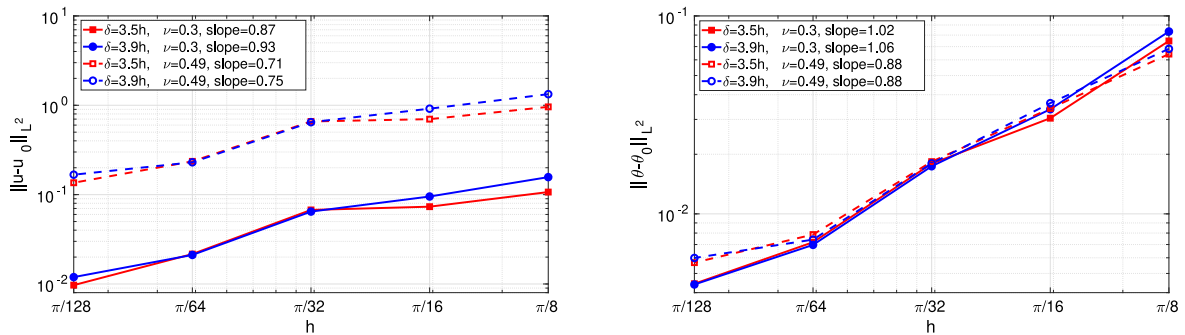 10^1
10^0
10^-1
10^-2
||u-u_0||_L^2
δ=3.5h, ν=0.3, slope=0.87
δ=3.9h, ν=0.3, slope=0.93
δ=3.5h, ν=0.49, slope=0.71
δ=3.9h, ν=0.49, slope=0.75
π/128 π/64 π/32 π/16 π/8
h
10^-1
10^-2
||θ-θ_0||_L^2
δ=3.5h, ν=0.3, slope=1.02
δ=3.9h, ν=0.3, slope=1.06
δ=3.5h, ν=0.49, slope=0.88
δ=3.9h, ν=0.49, slope=0.88
π/128 π/64 π/32 π/16 π/8
h